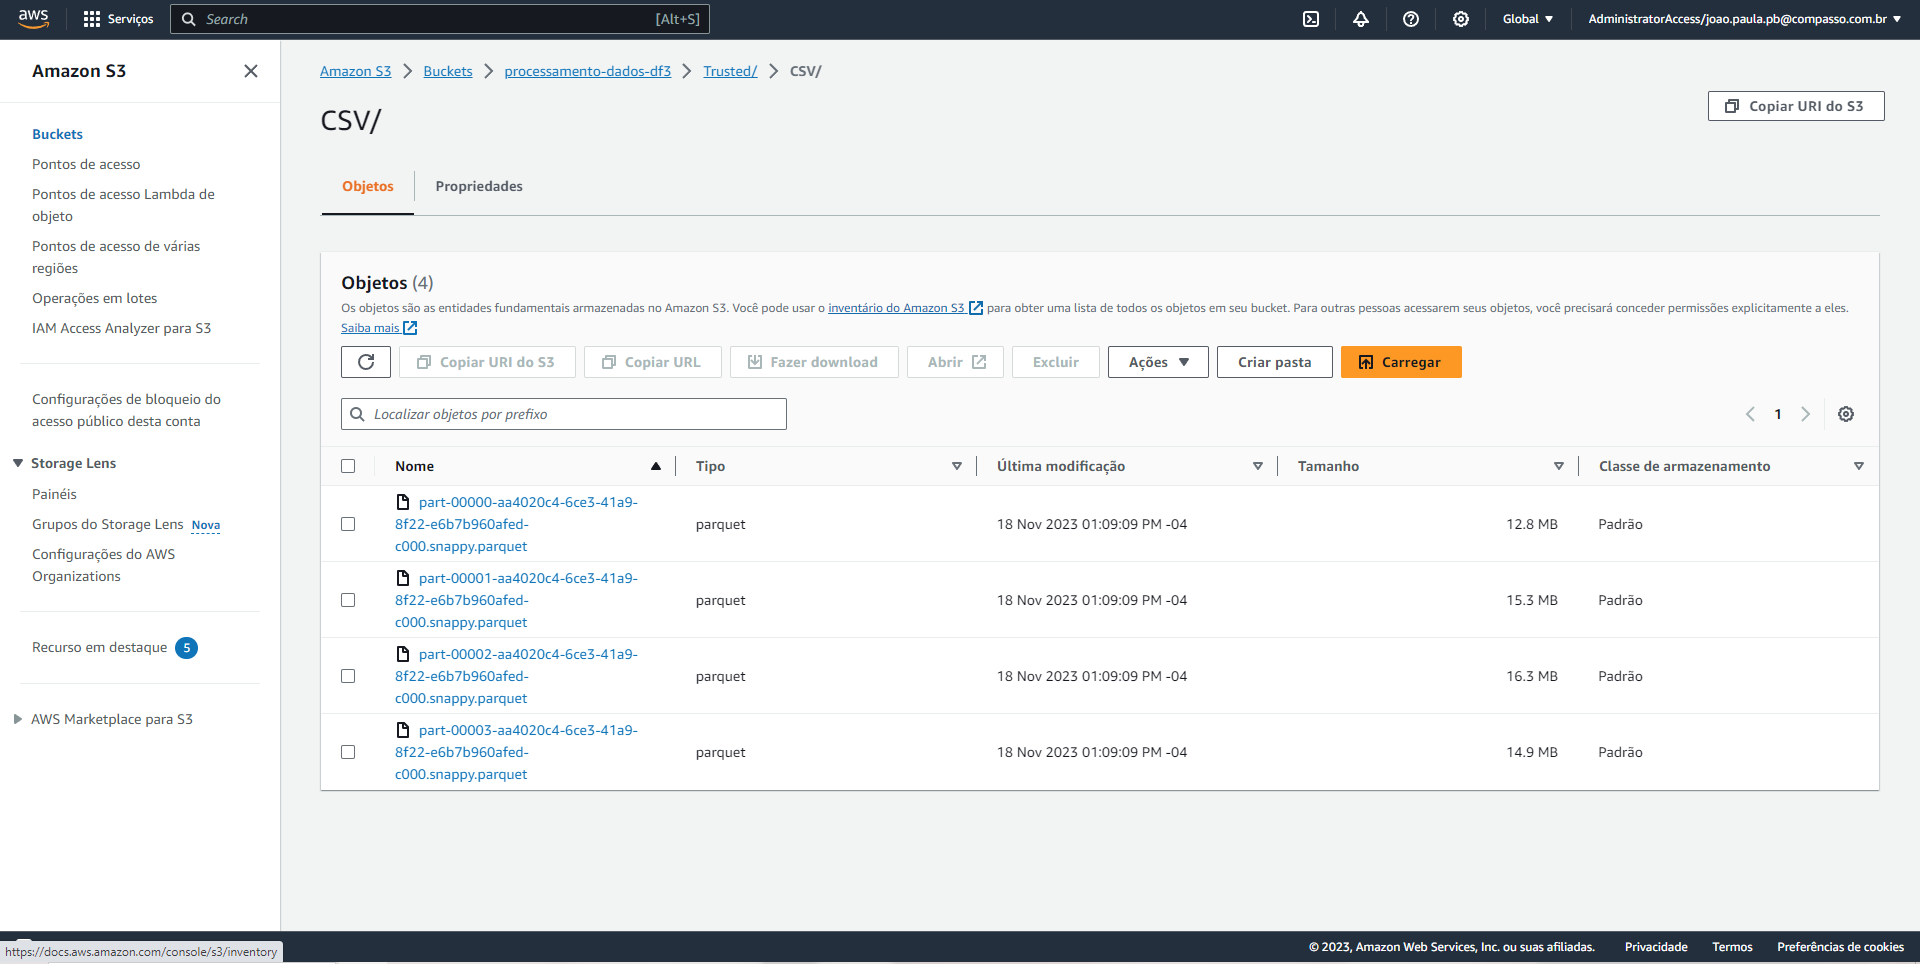 aws Serviços Search [Alt+S] Global AdministratorAccess/joao.paula.pb@compasso.com.br
Amazon S3
Buckets
Pontos de acesso
Pontos de acesso Lambda de
objeto
Pontos de acesso de várias
regiões
Operações em lotes
IAM Access Analyzer para S3
Configurações de bloqueio do
acesso público desta conta
Storage Lens
Painéis
Grupos do Storage Lens Nova
Configurações do AWS
Organizations
Recurso em destaque 5
AWS Marketplace para S3
Amazon S3 Buckets processamento-dados-df3 Trusted/ CSV/
CSV/
Copiar URI do S3
Objetos Propriedades
Objetos (4)
Os objetos são as entidades fundamentais armazenadas no Amazon S3. Você pode usar o inventário do Amazon S3 para obter uma lista de todos os objetos em seu bucket. Para outras pessoas acessarem seus objetos, você precisará conceder permissões explicitamente a eles.
Saiba mais
Copiar URI do S3 Copiar URL Fazer download Abrir Excluir Ações Criar pasta Carregar
Localizar objetos por prefixo 1
Nome Tipo Última modificação Tamanho Classe de armazenamento
part-00000-aa4020c4-6ce3-41a9-
8f22-e6b7b960afed- parquet 18 Nov 2023 01:09:09 PM -04 12.8 MB Padrão
c000.snappy.parquet
part-00001-aa4020c4-6ce3-41a9-
8f22-e6b7b960afed- parquet 18 Nov 2023 01:09:09 PM -04 15.3 MB Padrão
c000.snappy.parquet
part-00002-aa4020c4-6ce3-41a9-
8f22-e6b7b960afed- parquet 18 Nov 2023 01:09:09 PM -04 16.3 MB Padrão
c000.snappy.parquet
part-00003-aa4020c4-6ce3-41a9-
8f22-e6b7b960afed- parquet 18 Nov 2023 01:09:09 PM -04 14.9 MB Padrão
c000.snappy.parquet
https://docs.aws.amazon.com/console/s3/inventory
© 2023, Amazon Web Services, Inc. ou suas afiliadas. Privacidade Termos Preferências de cookies